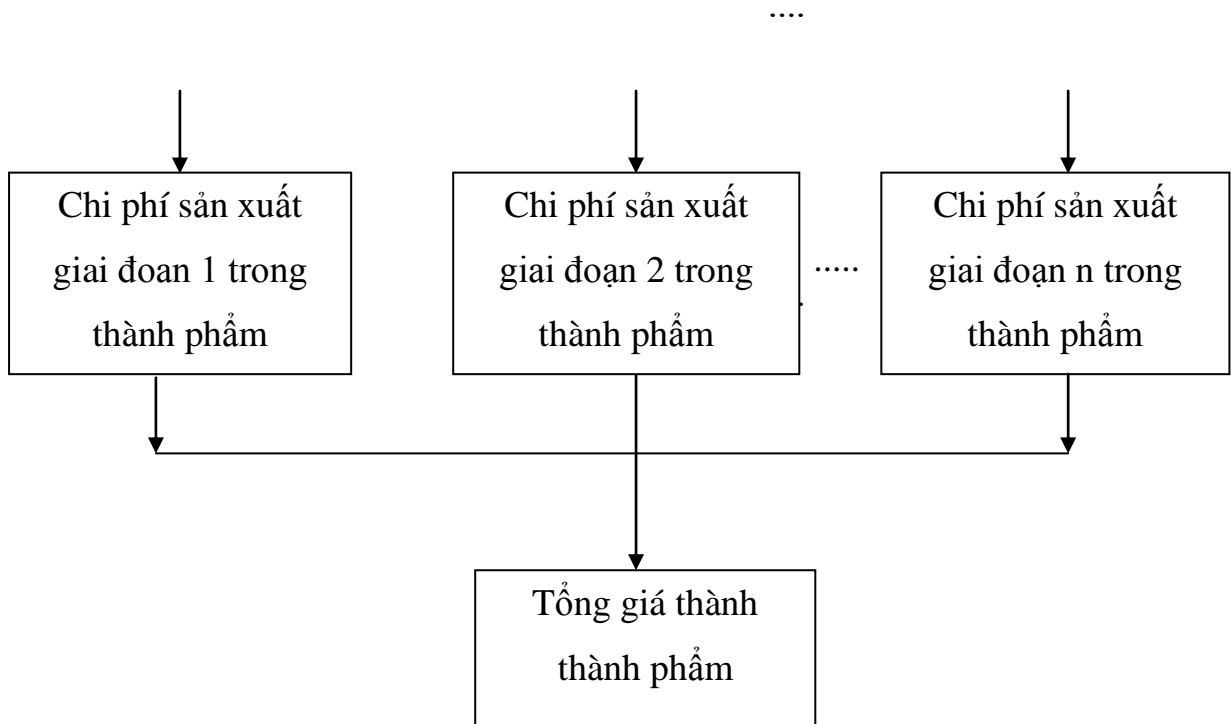 ....
Chi phí sản xuất
giai đoan 1 trong
thành phẩm
Chi phí sản xuất
giai đoạn 2 trong
thành phẩm
.....
.
Chi phí sản xuất
giai đoạn n trong
thành phẩm
Tổng giá thành
thành phẩm